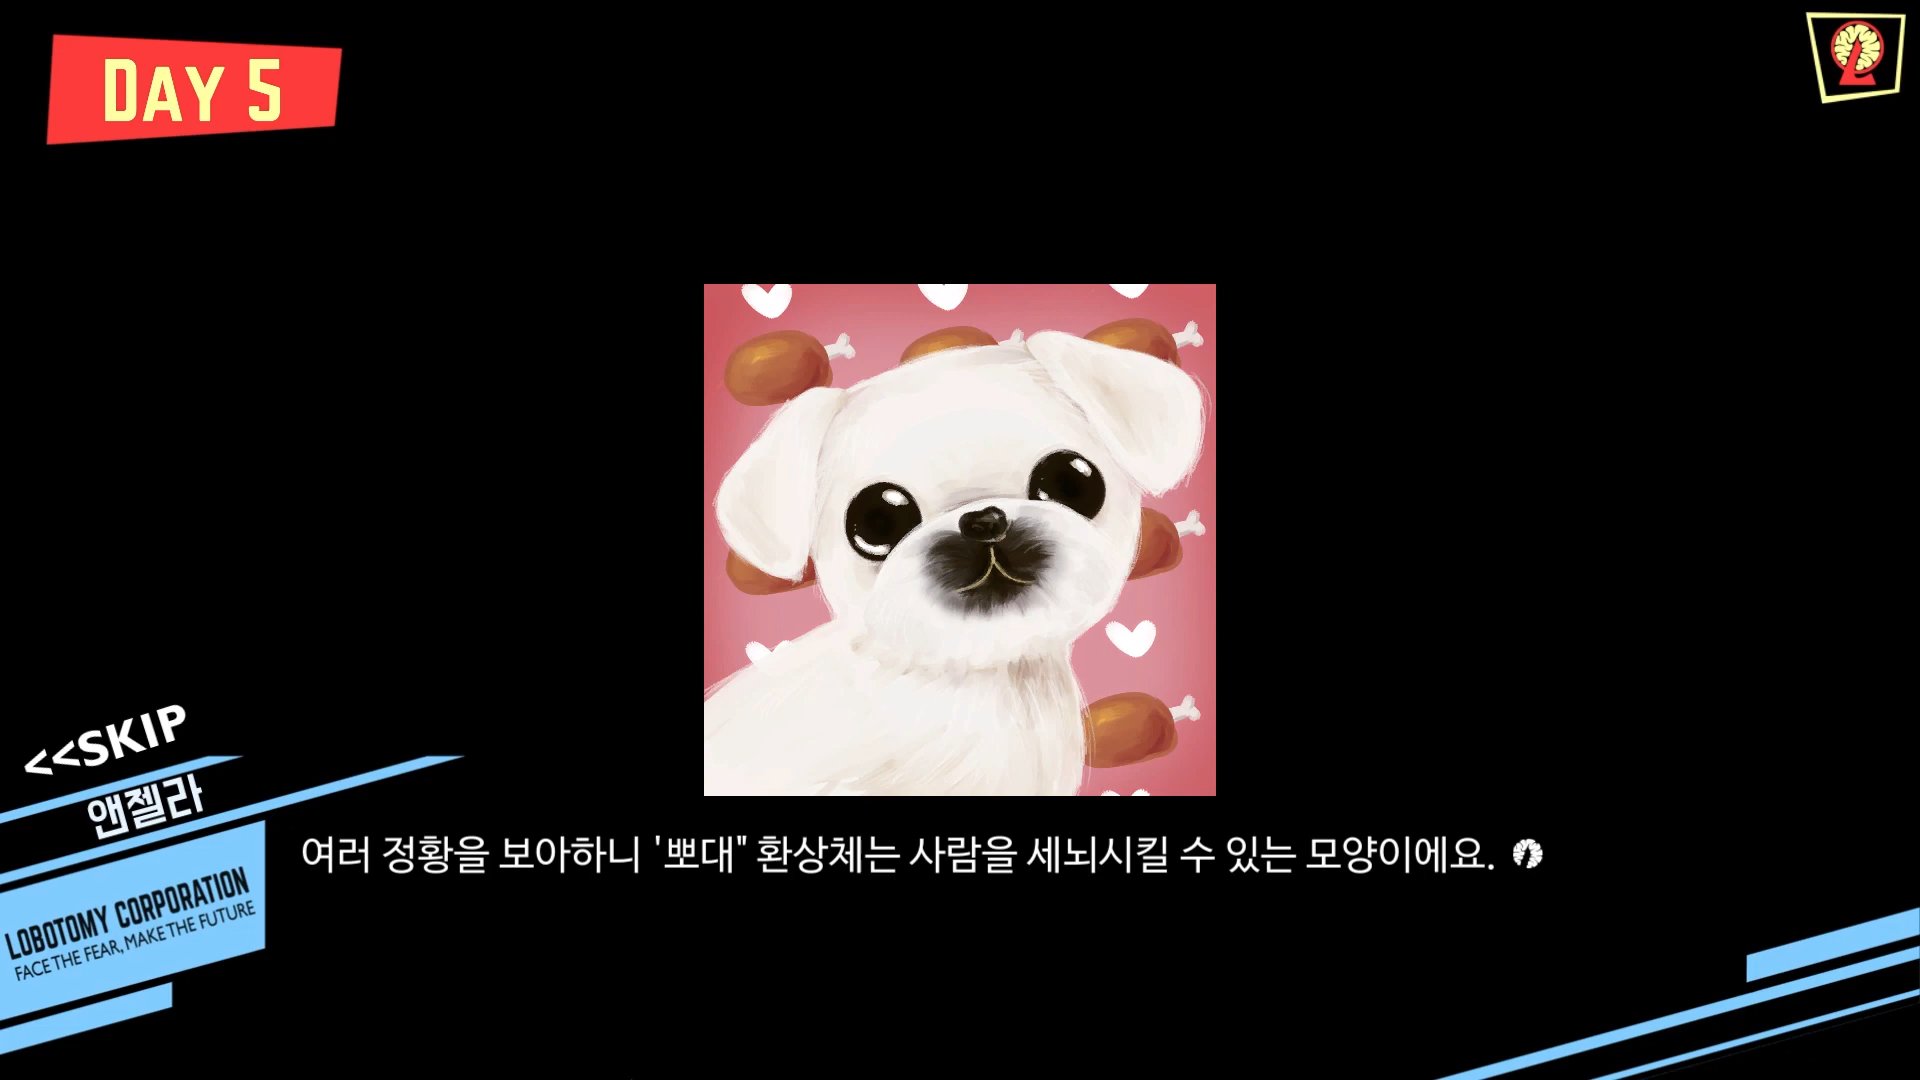 DAY 5
<<SKIP
앤젤라
여러 정황을 보아하니 '뽀대" 환상체는 사람을 세뇌시킬 수 있는 모양이에요.
LOBOTOMY CORPORATION
FACE THE FEAR, MAKE THE FUTURE